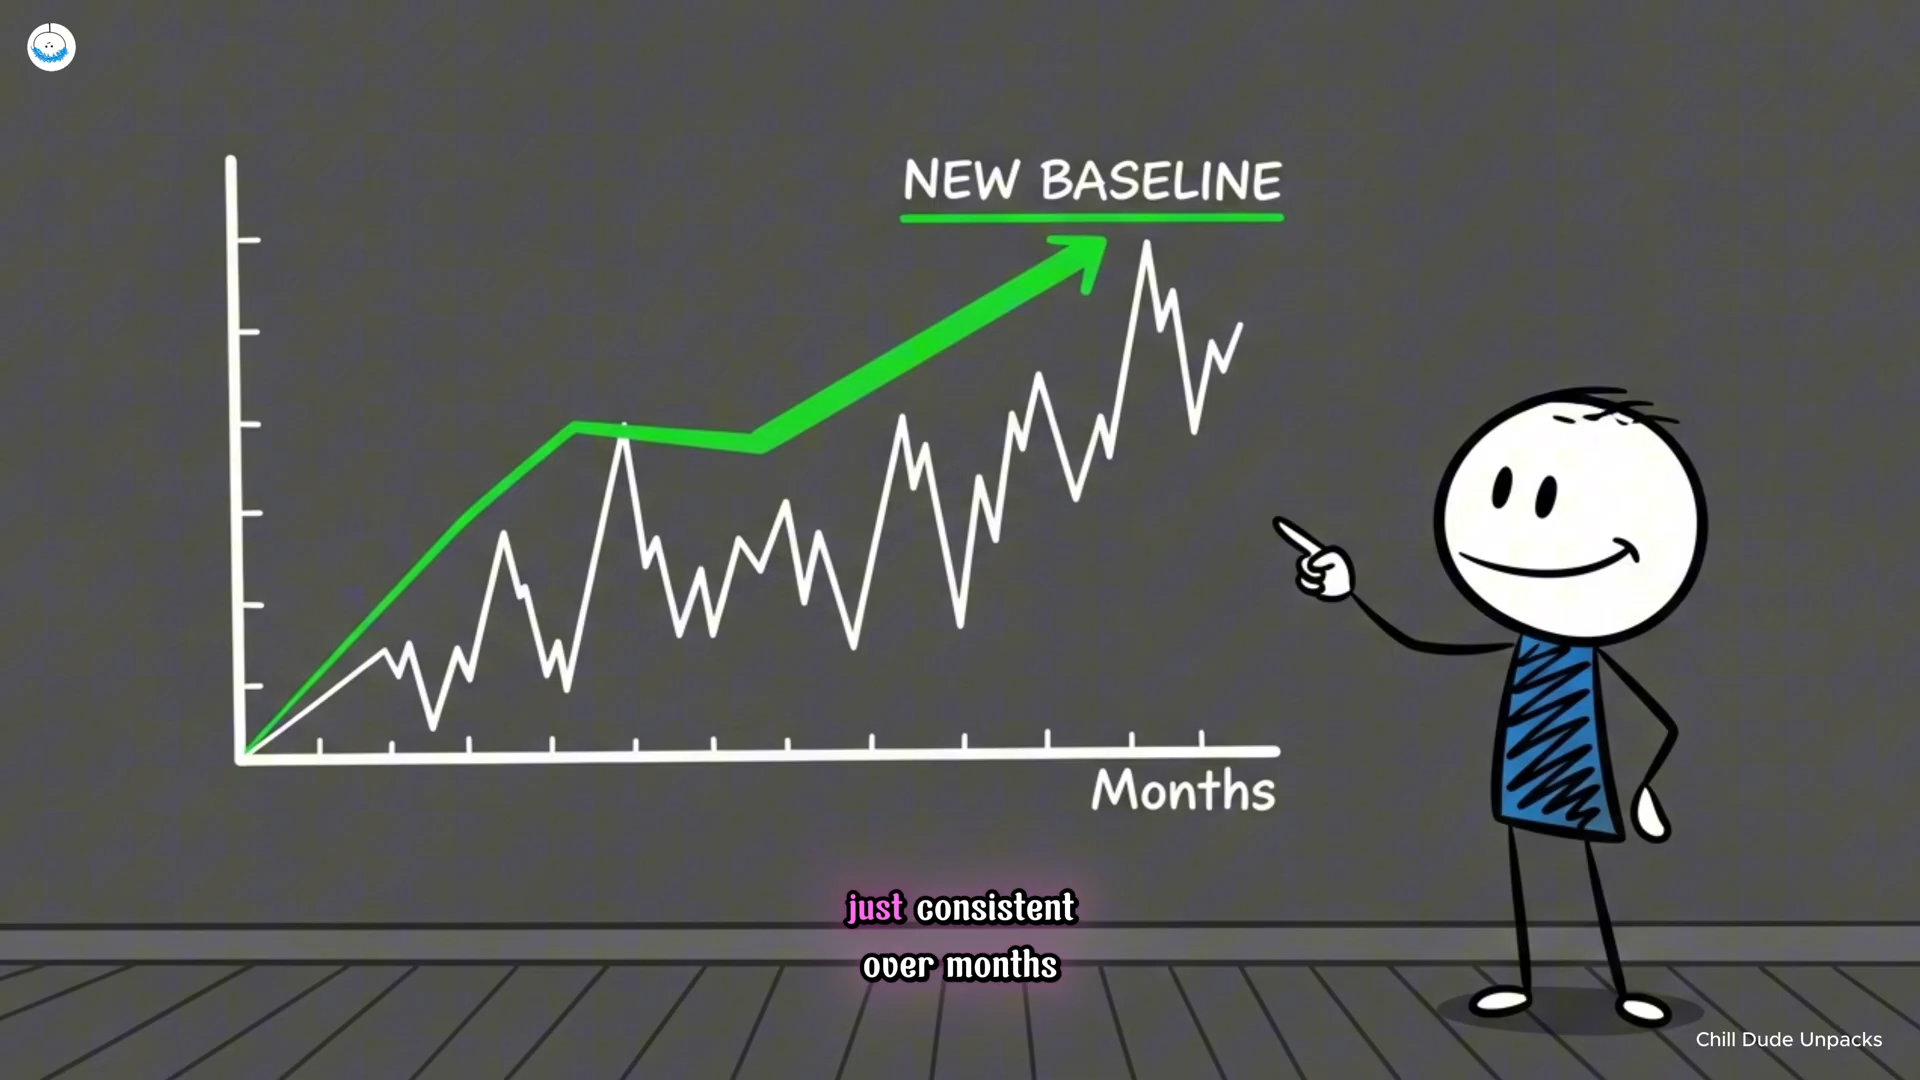 NEW BASELINE
Months
just consistent
over months
Chill Dude Unpacks